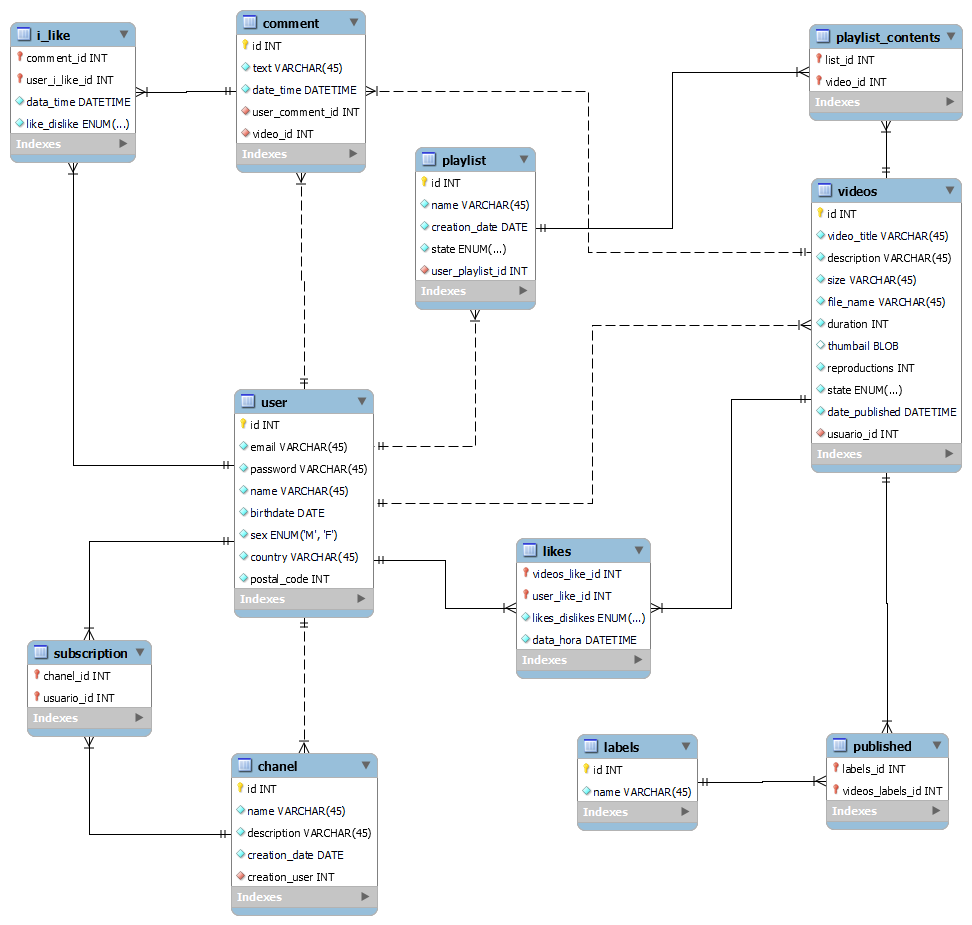 i_like
comment_id INT
user_i_like_id INT
data_time DATETIME
like_dislike ENUM(...)
Indexes
comment
id INT
text VARCHAR(45)
date_time DATETIME
user_comment_id INT
video_id INT
Indexes
playlist
id INT
name VARCHAR(45)
creation_date DATE
state ENUM(...)
user_playlist_id INT
Indexes
playlist_contents
list_id INT
video_id INT
Indexes
videos
id INT
video_title VARCHAR(45)
description VARCHAR(45)
size VARCHAR(45)
file_name VARCHAR(45)
duration INT
thumbail BLOB
reproductions INT
state ENUM(...)
date_published DATETIME
usuario_id INT
Indexes
user
id INT
email VARCHAR(45)
password VARCHAR(45)
name VARCHAR(45)
birthdate DATE
sex ENUM('M', 'F')
country VARCHAR(45)
postal_code INT
Indexes
likes
videos_like_id INT
user_like_id INT
likes_dislikes ENUM(...)
data_hora DATETIME
Indexes
subscription
chanel_id INT
usuario_id INT
Indexes
chanel
id INT
name VARCHAR(45)
description VARCHAR(45)
creation_date DATE
creation_user INT
Indexes
labels
id INT
name VARCHAR(45)
Indexes
published
labels_id INT
videos_labels_id INT
Indexes